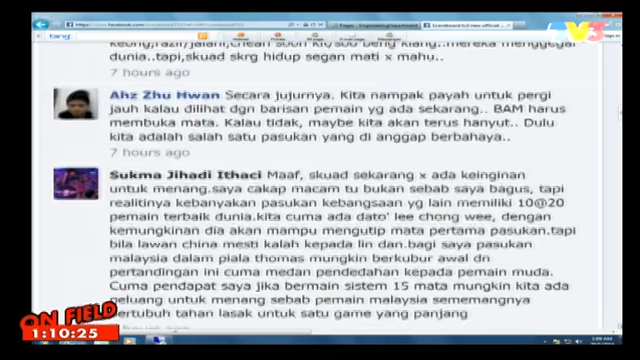 www.facebook.com
Facebook
bing
TV3
keong,razif/jalani,chean soon kit/soo beng kiang..mereka menggegar
dunia..tapi,skuad skrg hidup segan mati x mahu..
7 hours ago
Ahz Zhu Hwan Secara jujurnya. Kita nampak payah untuk pergi
jauh kalau dilihat dgn barisan pemain yg ada sekarang.. BAM harus
membuka mata. Kalau tidak, maybe kita akan terus hanyut.. Dulu
kita adalah salah satu pasukan yang di anggap berbahaya..
7 hours ago
Sukma Jihadi Ithaci Maaf, skuad sekarang x ada keinginan
untuk menang.saya cakap macam tu bukan sebab saya bagus, tapi
realitinya kebanyakan pasukan kebangsaan yg lain memiliki 10@20
pemain terbaik dunia.kita cuma ada dato' lee chong wee, dengan
kemungkinan dia akan mampu mengutip mata pertama pasukan.tapi
bila lawan china mesti kalah kepada lin dan.bagi saya pasukan
malaysia dalam piala thomas mungkin berkubur awal dn
pertandingan ini cuma medan pendedahan kepada pemain muda.
Cuma pendapat saya jika bermain sistem 15 mata mungkin kita ada
peluang untuk menang sebab pemain malaysia sememangnya
bertubuh tahan lasak untuk satu game yang panjang
ON FIELD
1:10:25
1:09 AM